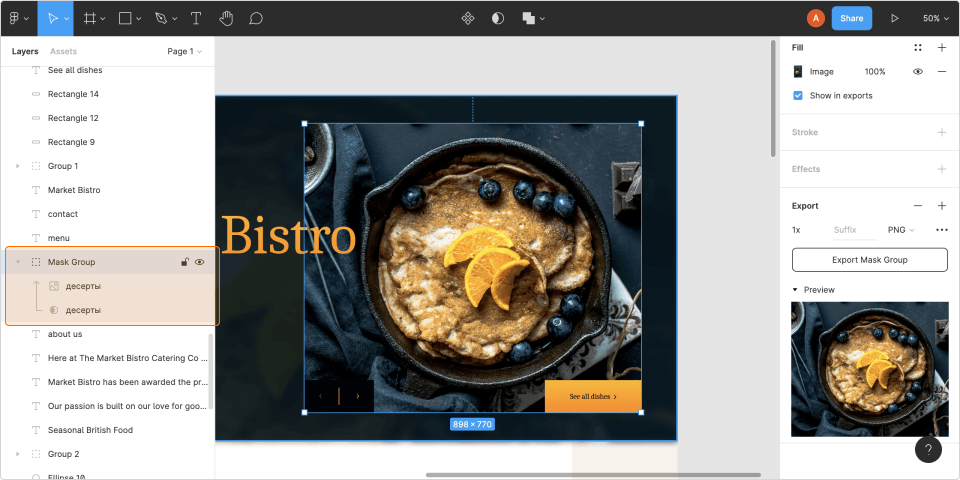 A
Share
50%
Layers
Assets
Page 1
See all dishes
Rectangle 14
Rectangle 12
Rectangle 9
Group 1
Market Bistro
contact
menu
Mask Group
десерты
десерты
about us
Here at The Market Bistro Catering Co ...
Market Bistro has been awarded the pr...
Our passion is built on our love for goo...
Seasonal British Food
Group 2
Ellipse 10
Bistro
See all dishes >
898 × 770
Fill
Image
100%
Show in exports
Stroke
Effects
Export
1x
Suffix
PNG
Export Mask Group
Preview
?